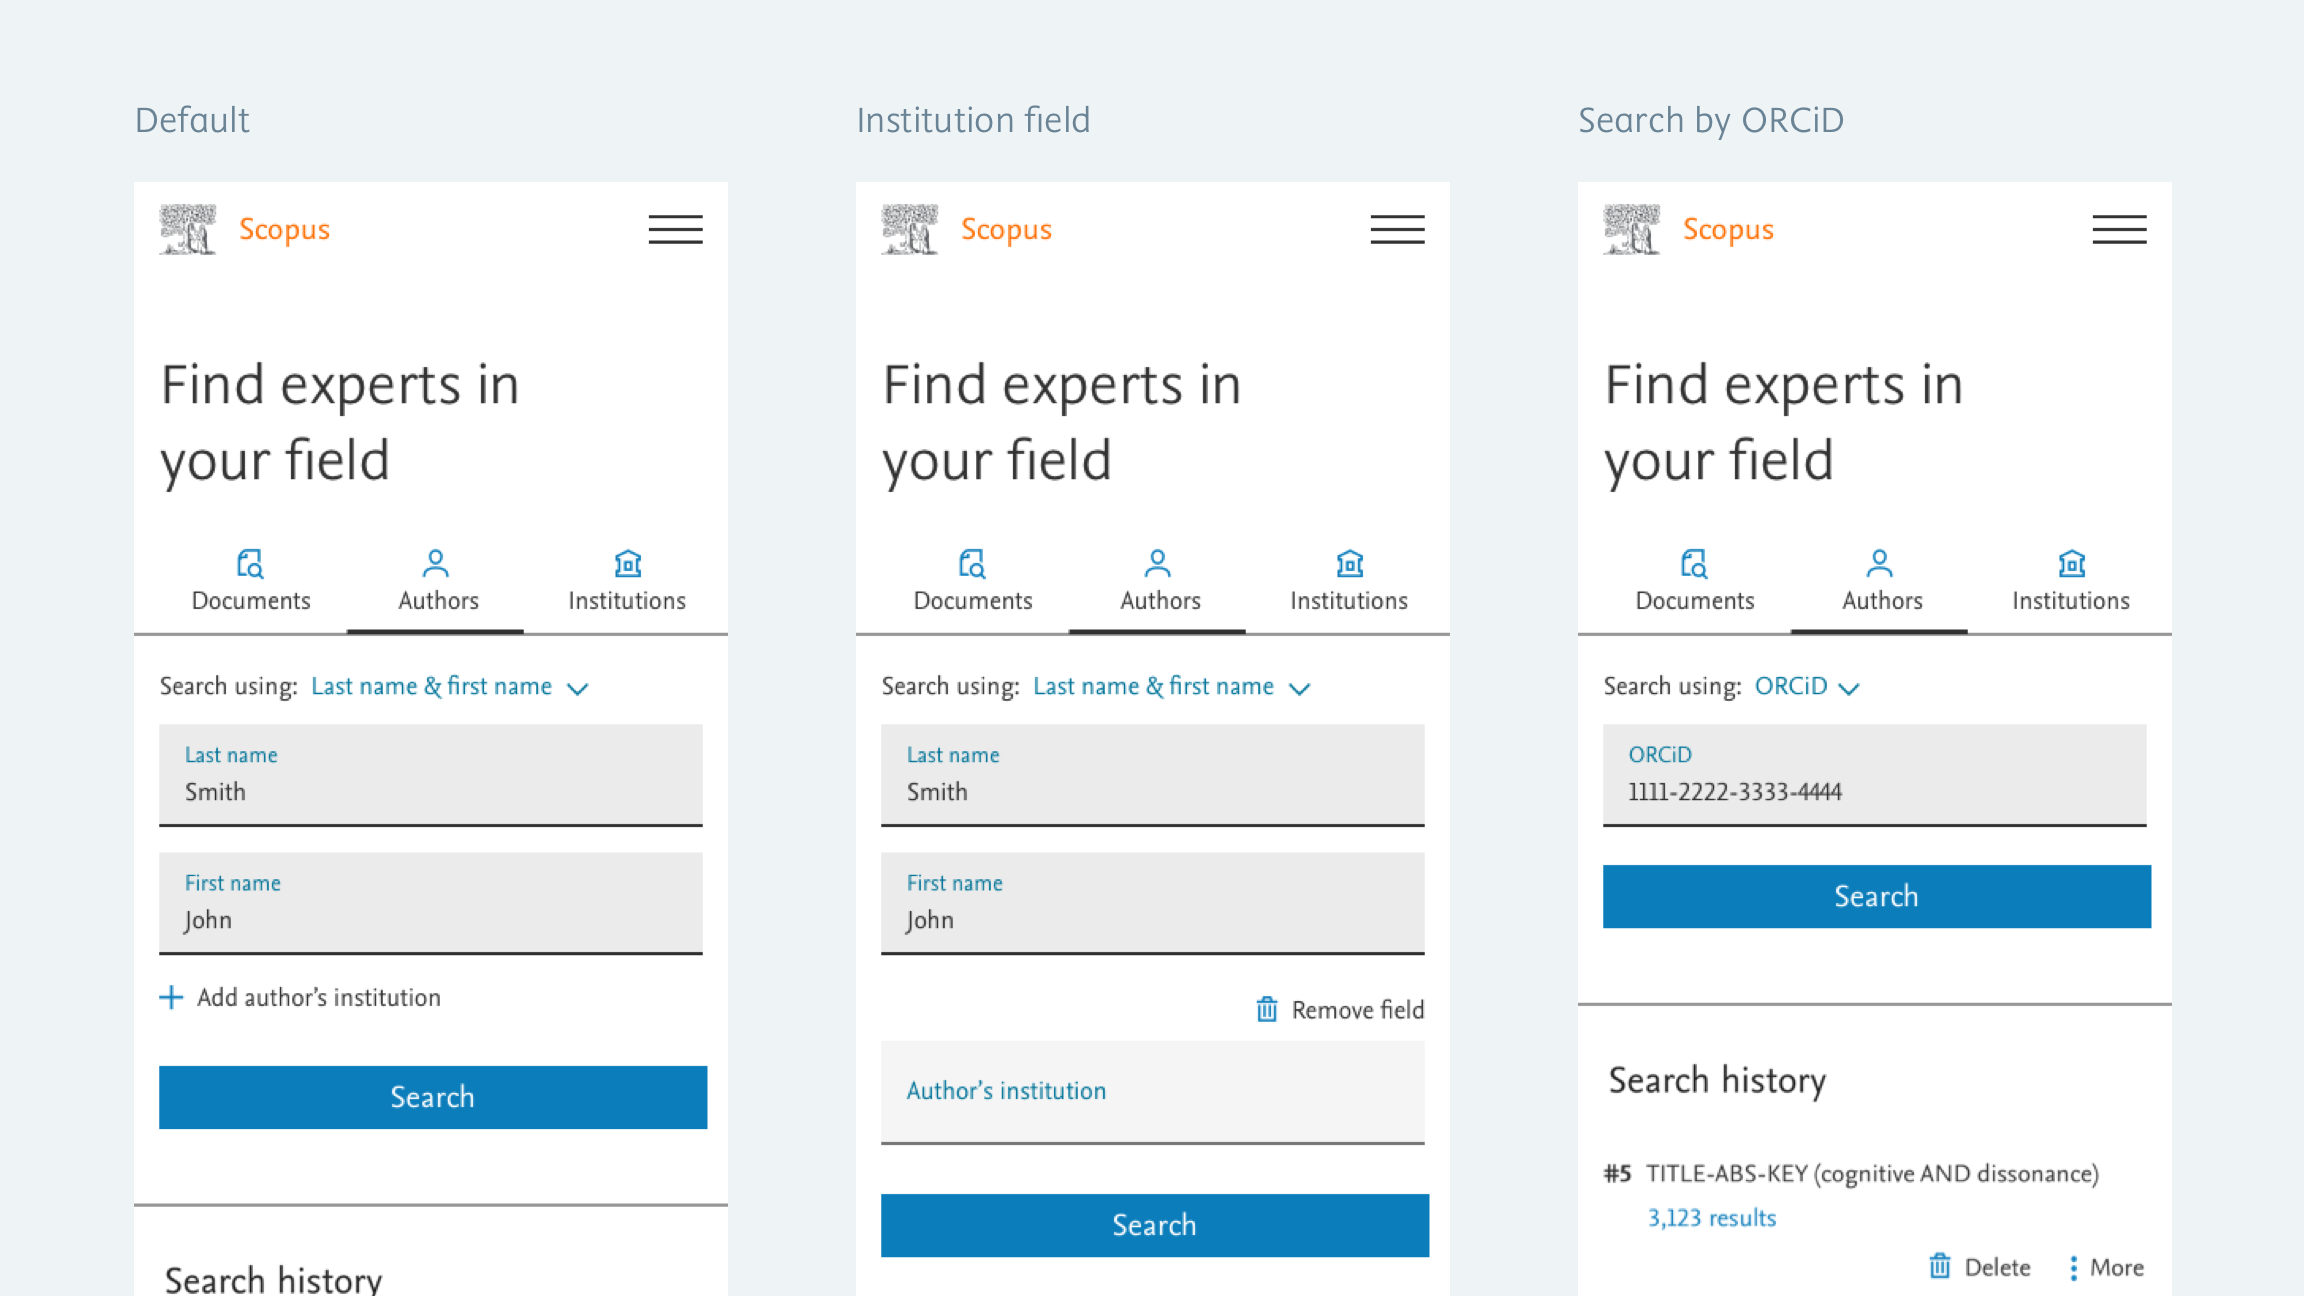 Default
Scopus
Find experts in
your field
Documents
Authors
Institutions
Search using: Last name & first name
Last name
Smith
First name
John
Add author’s institution
Search
Search history
Institution field
Scopus
Find experts in
your field
Documents
Authors
Institutions
Search using: Last name & first name
Last name
Smith
First name
John
Remove field
Author’s institution
Search
Search by ORCiD
Scopus
Find experts in
your field
Documents
Authors
Institutions
Search using: ORCiD
ORCiD
1111-2222-3333-4444
Search
Search history
#5 TITLE-ABS-KEY (cognitive AND dissonance)
3,123 results
Delete
More